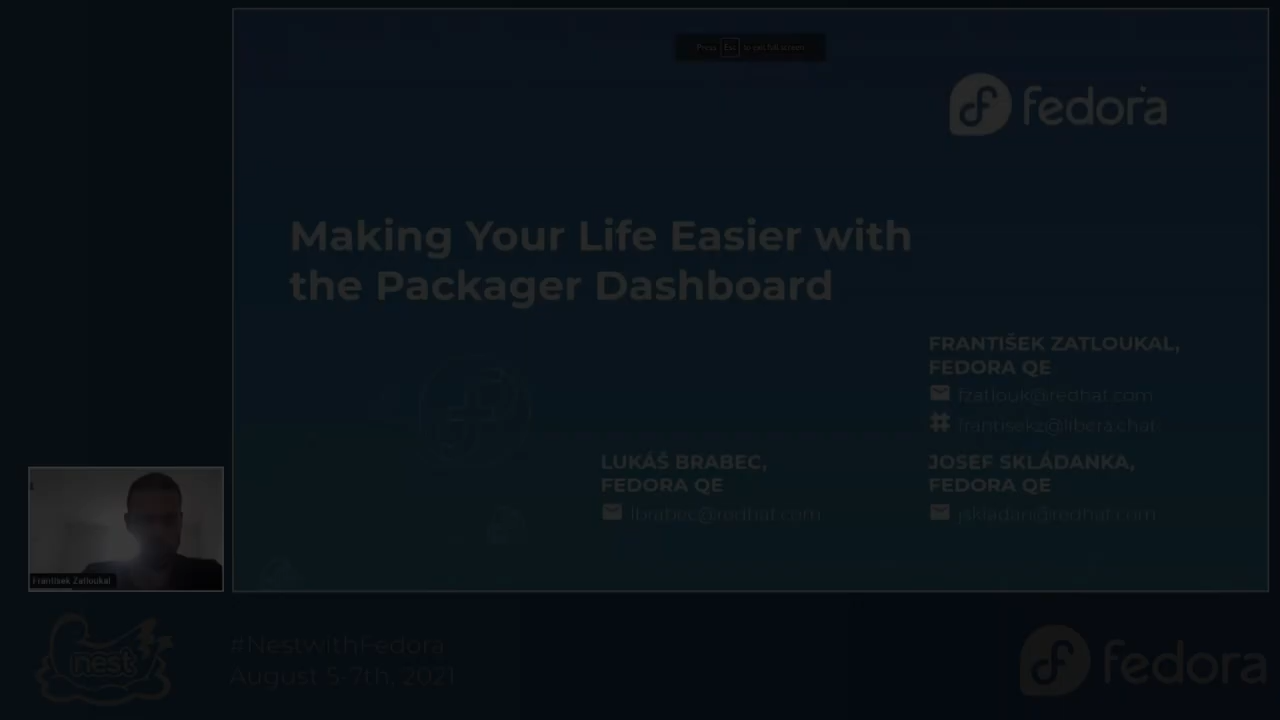 Press Esc to exit full screen
fedora
Making Your Life Easier with
the Packager Dashboard
FRANTIŠEK ZATLOUKAL,
FEDORA QE
fzatlouk@redhat.com
frantisekz@libera.chat
LUKÁŠ BRABEC,
FEDORA QE
lbrabec@redhat.com
JOSEF SKLÁDANKA,
FEDORA QE
jskladan@redhat.com
František Zatloukal
nest
#NestwithFedora
August 5-7th, 2021
fedora